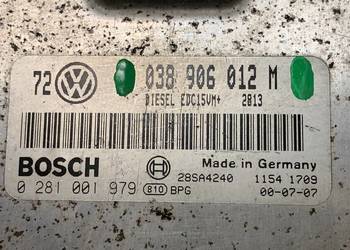 72 038 906 012 M
DIESEL EDC15VM+ 2813
BOSCH
Made in Germany
28SA4240 1154 1709
0 281 001 979 810 BPG 00-07-07